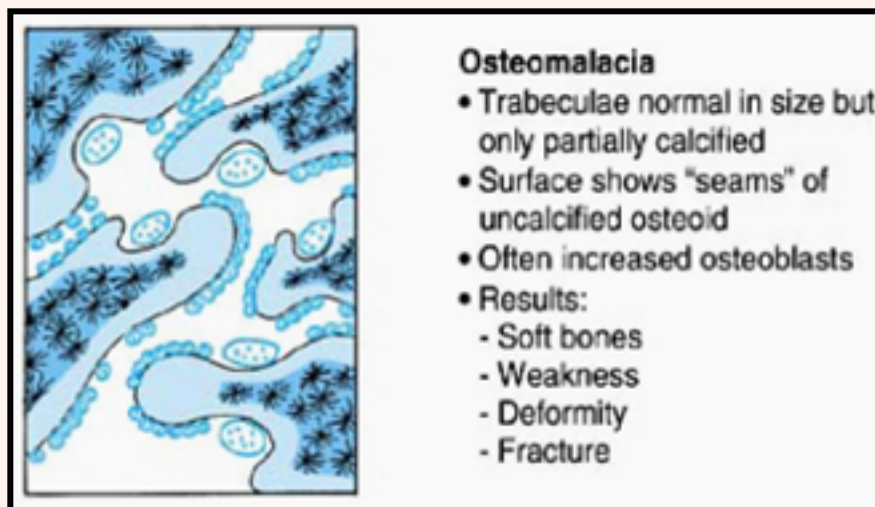 Osteomalacia
• Trabeculae normal in size but
only partially calcified
• Surface shows “seams” of
uncalcified osteoid
• Often increased osteoblasts
• Results:
- Soft bones
- Weakness
- Deformity
- Fracture